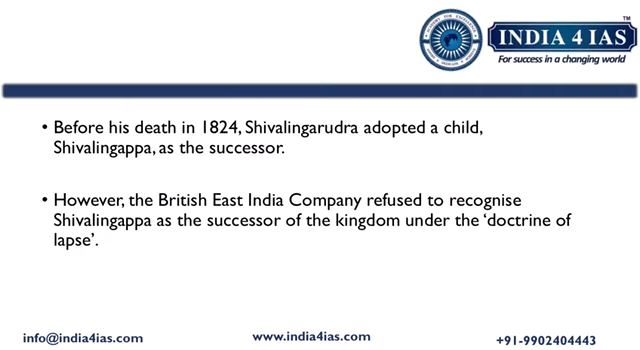 INDIA 4 IAS
TM
For success in a changing world
• Before his death in 1824, Shivalingarudra adopted a child,
Shivalingappa, as the successor.
• However, the British East India Company refused to recognise
Shivalingappa as the successor of the kingdom under the ‘doctrine of
lapse’.
info@india4ias.com
www.india4ias.com
+91-9902404443